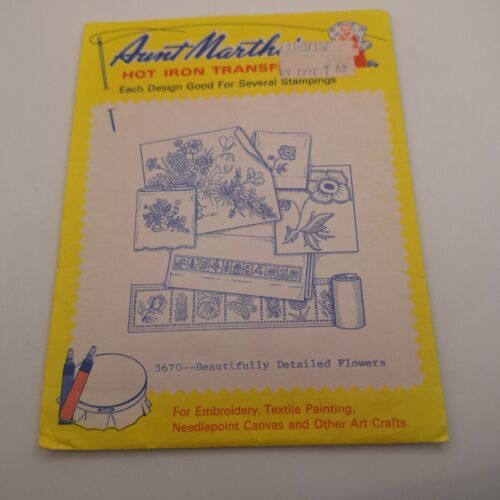 Aunt Martha's
HOT IRON
Each Design Good For Several Stampings
3670--Beautifully Detailed Flowers
For Embroidery, Textile Painting,
Needlepoint Canvas and Other Art Crafts